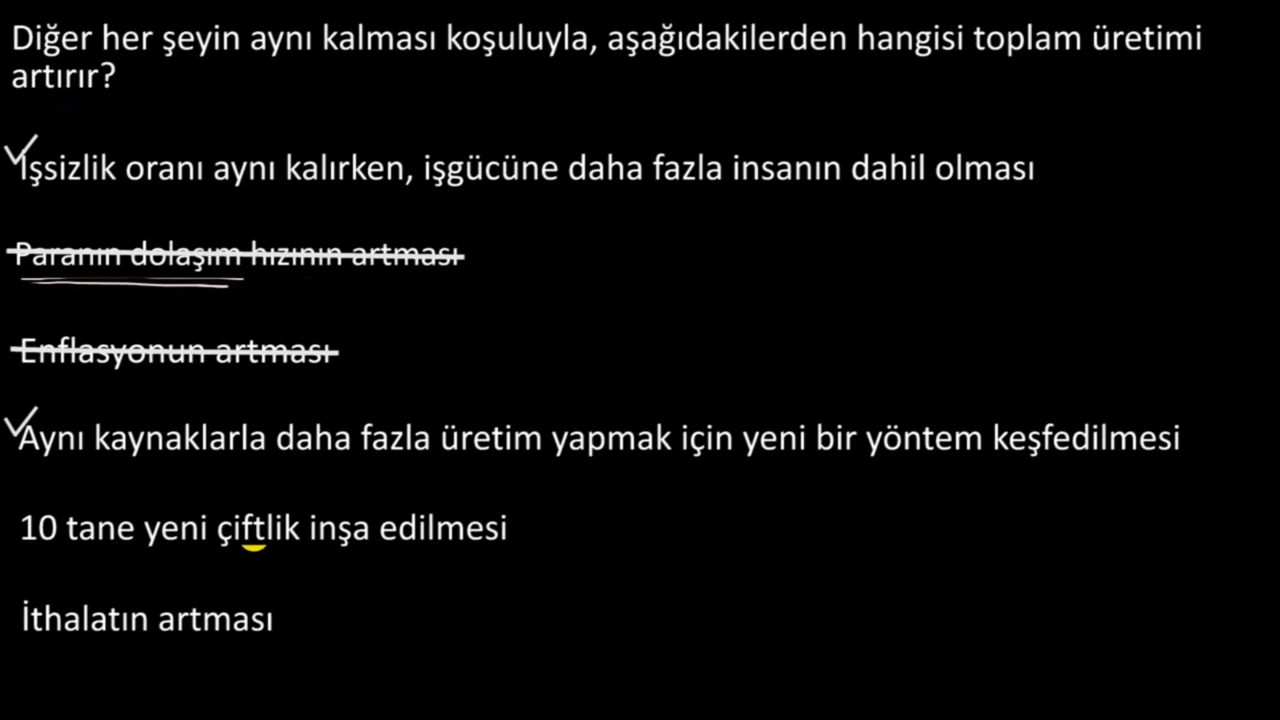 Diğer her şeyin aynı kalması koşuluyla, aşağıdakilerden hangisi toplam üretimi
artırır?
İşsizlik oranı aynı kalırken, işgücüne daha fazla insanın dahil olması
Paranın dolaşım hızının artması
Enflasyonun artması
Aynı kaynaklarla daha fazla üretim yapmak için yeni bir yöntem keşfedilmesi
10 tane yeni çiftlik inşa edilmesi
İthalatın artması